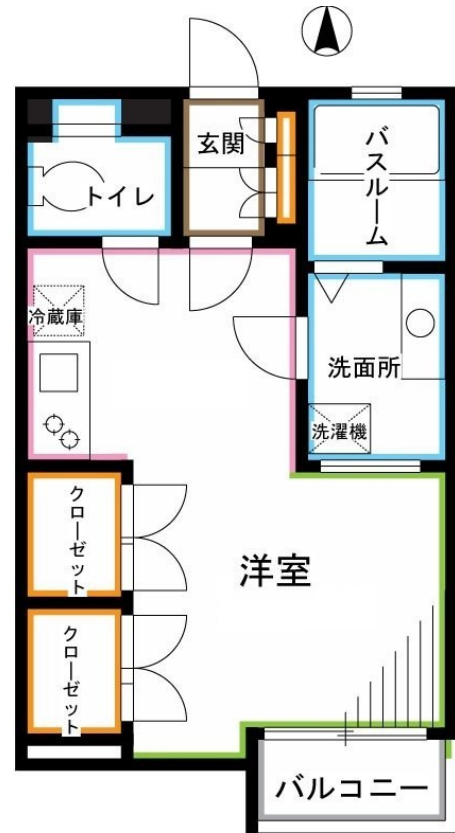 玄関
バスルーム
トイレ
冷蔵庫
洗面所
洗濯機
クローゼット
洋室
クローゼット
バルコニー